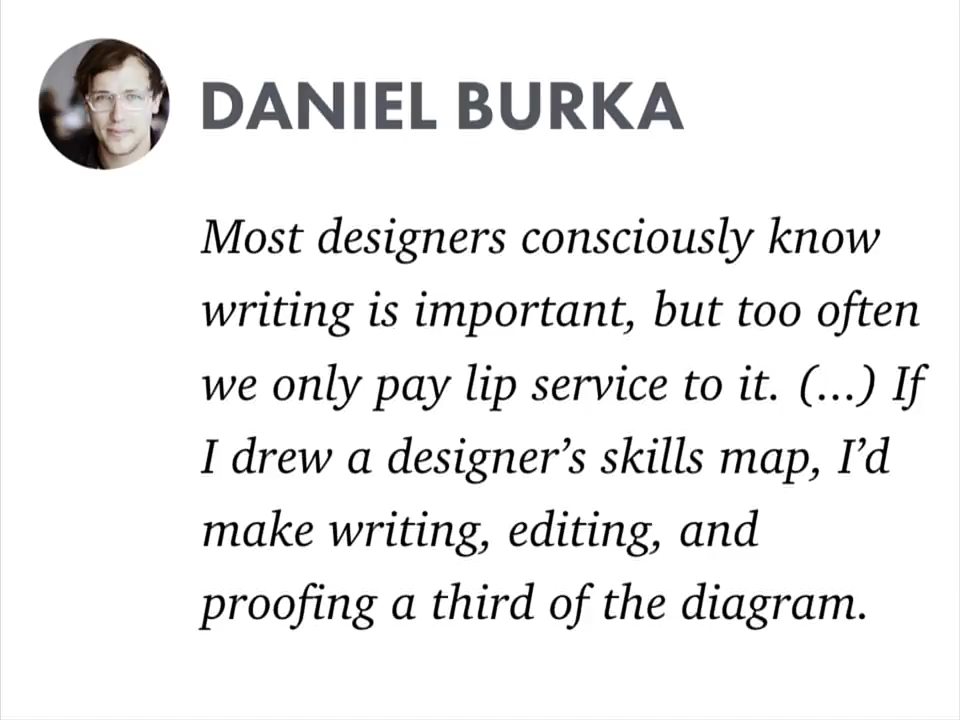 DANIEL BURKA
Most designers consciously know
writing is important, but too often
we only pay lip service to it. (…) If
I drew a designer’s skills map, I’d
make writing, editing, and
proofing a third of the diagram.